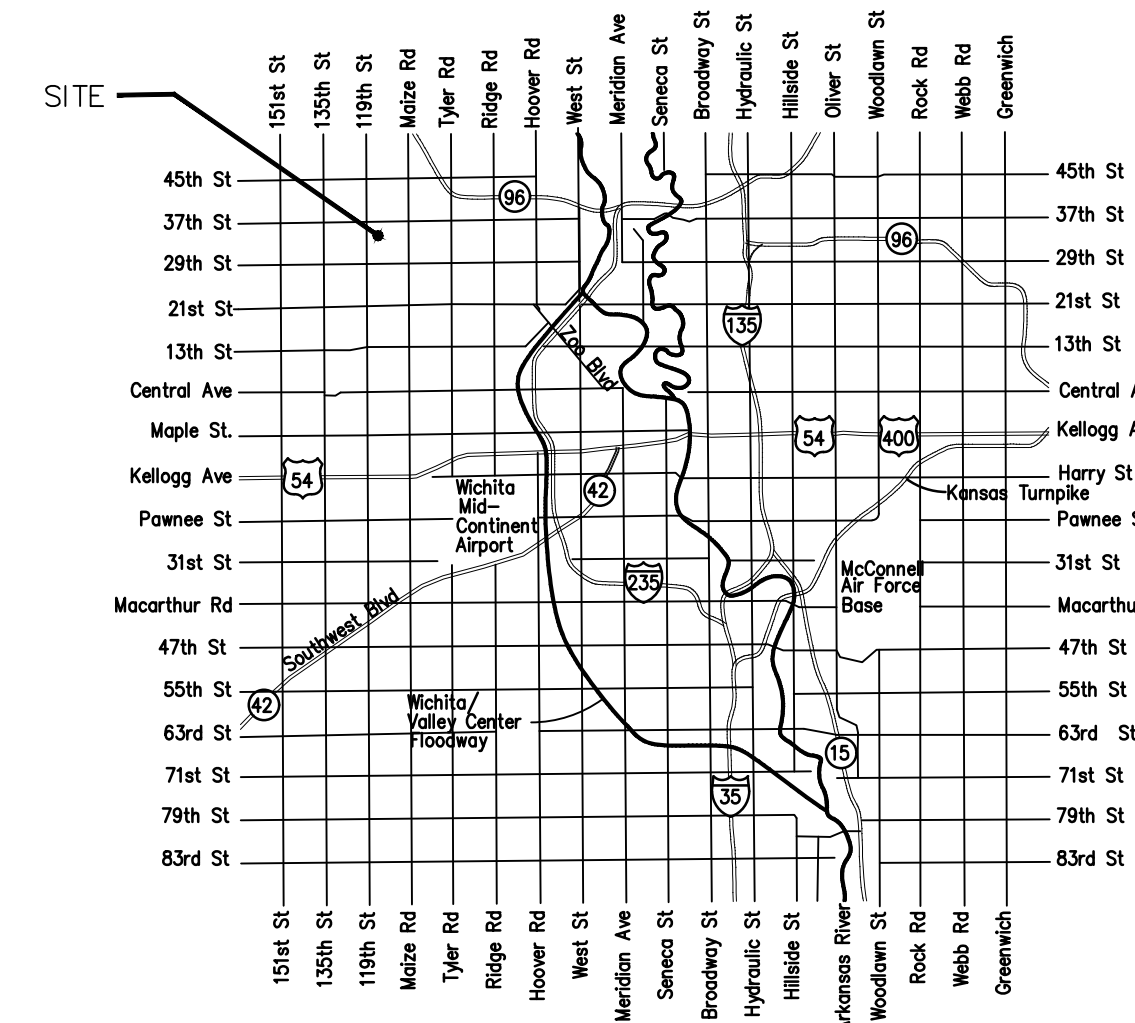 SITE
151st St
135th St
119th St
Maize Rd
Tyler Rd
Ridge Rd
Hoover Rd
West St
Meridian Ave
Seneca St
Broadway St
Hydraulic St
Hillside St
Oliver St
Woodlawn St
Rock Rd
Webb Rd
Greenwich
45th St
37th St
29th St
21st St
13th St
Central Ave
Maple St.
Kellogg Ave
Pawnee St
31st St
Macarthur Rd
47th St
55th St
63rd St
71st St
79th St
83rd St
96
96
135
Zoo Blvd
54
54
400
42
Wichita
Mid-
Continent
Airport
Kansas Turnpike
235
McConnell
Air Force
Base
Southwest Blvd
42
Wichita/
Valley Center
Floodway
15
35
45th St
37th St
29th St
21st St
13th St
Central A
Kellogg A
Harry St
Pawnee S
31st St
Macarthu
47th St
55th St
63rd St
71st St
79th St
83rd St
151st St
135th St
119th St
Maize Rd
Tyler Rd
Ridge Rd
Hoover Rd
West St
Meridian Ave
Seneca St
Broadway St
Hydraulic St
Hillside St
rkansas River
Woodlawn St
Rock Rd
Webb Rd
Greenwich